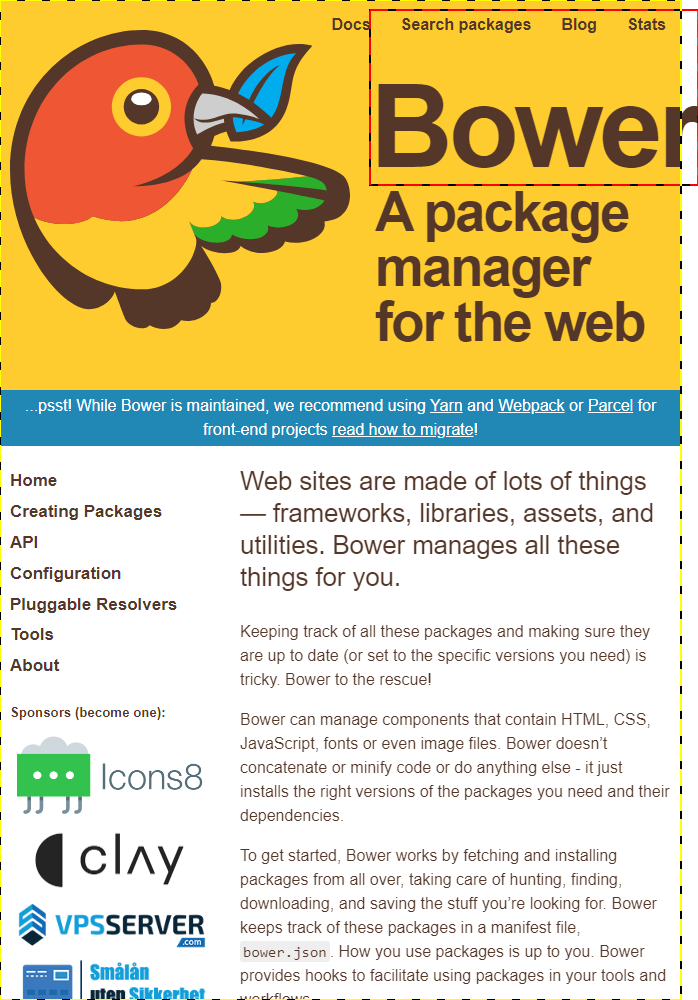 Docs Search packages Blog Stats
Bower
A package
manager
for the web
...psst! While Bower is maintained, we recommend using Yarn and Webpack or Parcel for
front-end projects read how to migrate!
Home
Creating Packages
API
Configuration
Pluggable Resolvers
Tools
About
Sponsors (become one):
Icons8
clay
VPSSERVER
.com
Smålån
uten Sikkerhet
Web sites are made of lots of things
— frameworks, libraries, assets, and
utilities. Bower manages all these
things for you.
Keeping track of all these packages and making sure they
are up to date (or set to the specific versions you need) is
tricky. Bower to the rescue!
Bower can manage components that contain HTML, CSS,
JavaScript, fonts or even image files. Bower doesn’t
concatenate or minify code or do anything else - it just
installs the right versions of the packages you need and their
dependencies.
To get started, Bower works by fetching and installing
packages from all over, taking care of hunting, finding,
downloading, and saving the stuff you’re looking for. Bower
keeps track of these packages in a manifest file,
bower.json. How you use packages is up to you. Bower
provides hooks to facilitate using packages in your tools and
workflows.